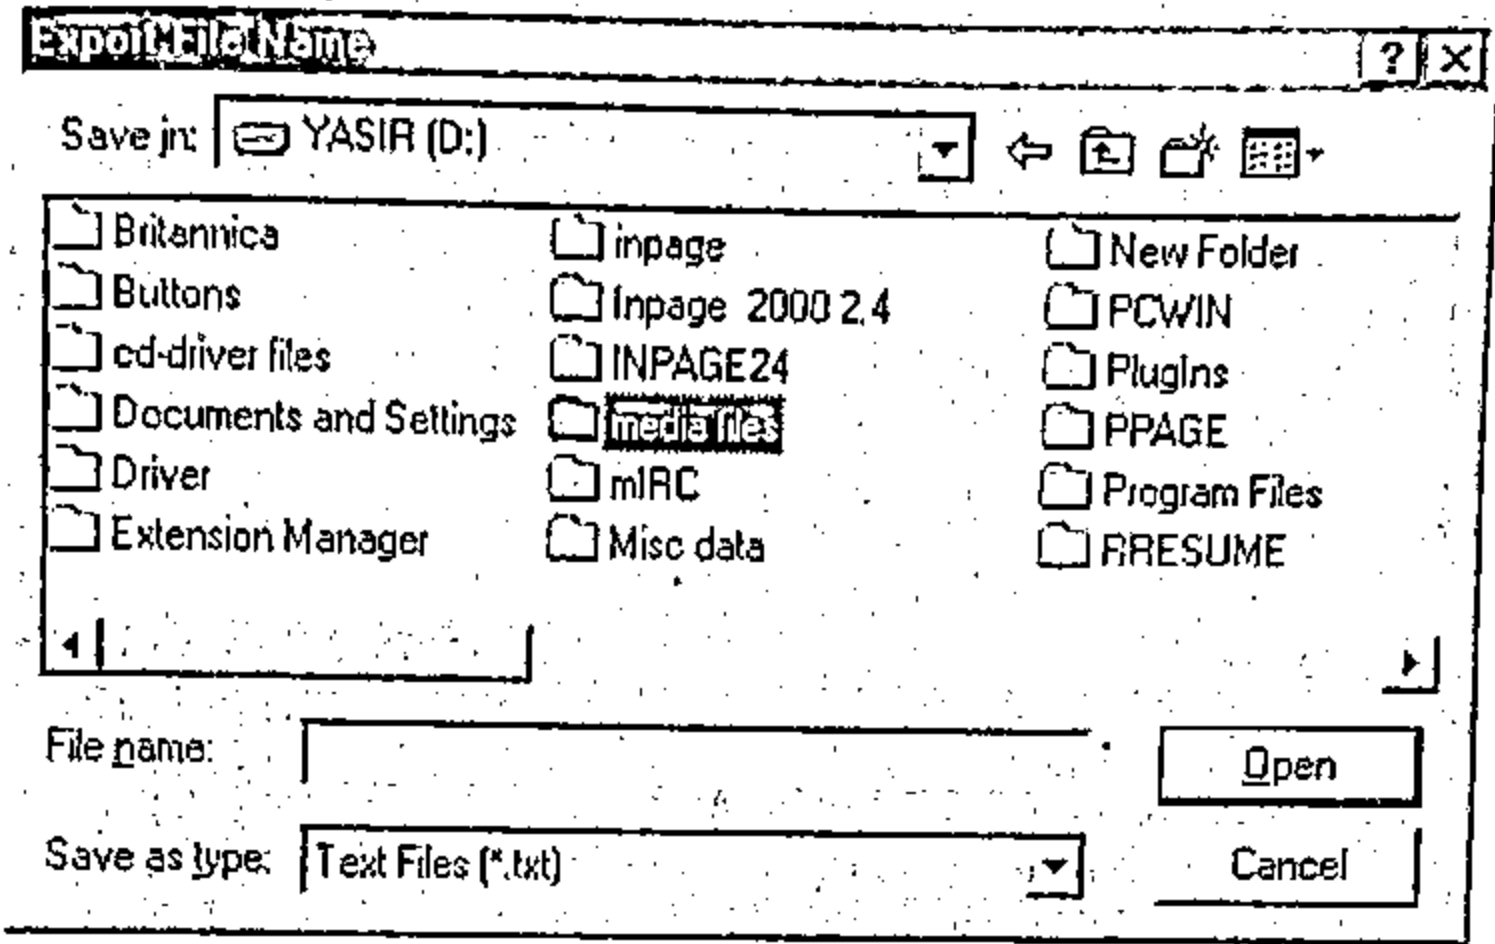 Export File Name ? ×
Save in: YASIR (D:)
Britannica
Buttons
cd-driver files
Documents and Settings
Driver
Extension Manager
inpage
Inpage 2000 2.4
INPAGE24
media files
mIRC
Misc data
New Folder
PCWIN
PlugIns
PPAGE
Program Files
RRESUME
File name:
Open
Save as type: Text Files (*.txt)
Cancel